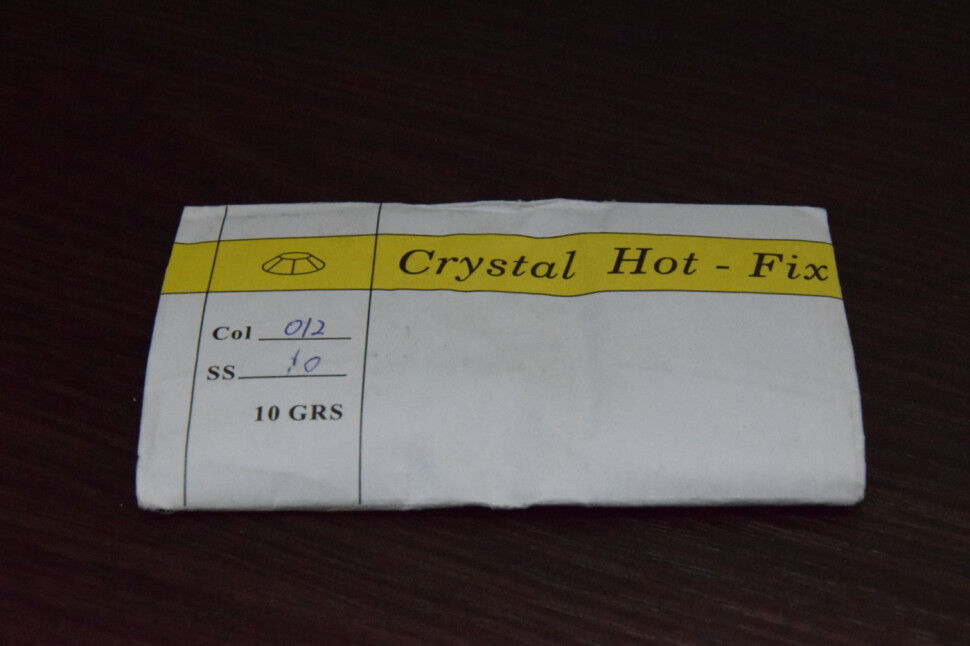 Crystal Hot - Fix
Col 012
SS 10
10 GRS